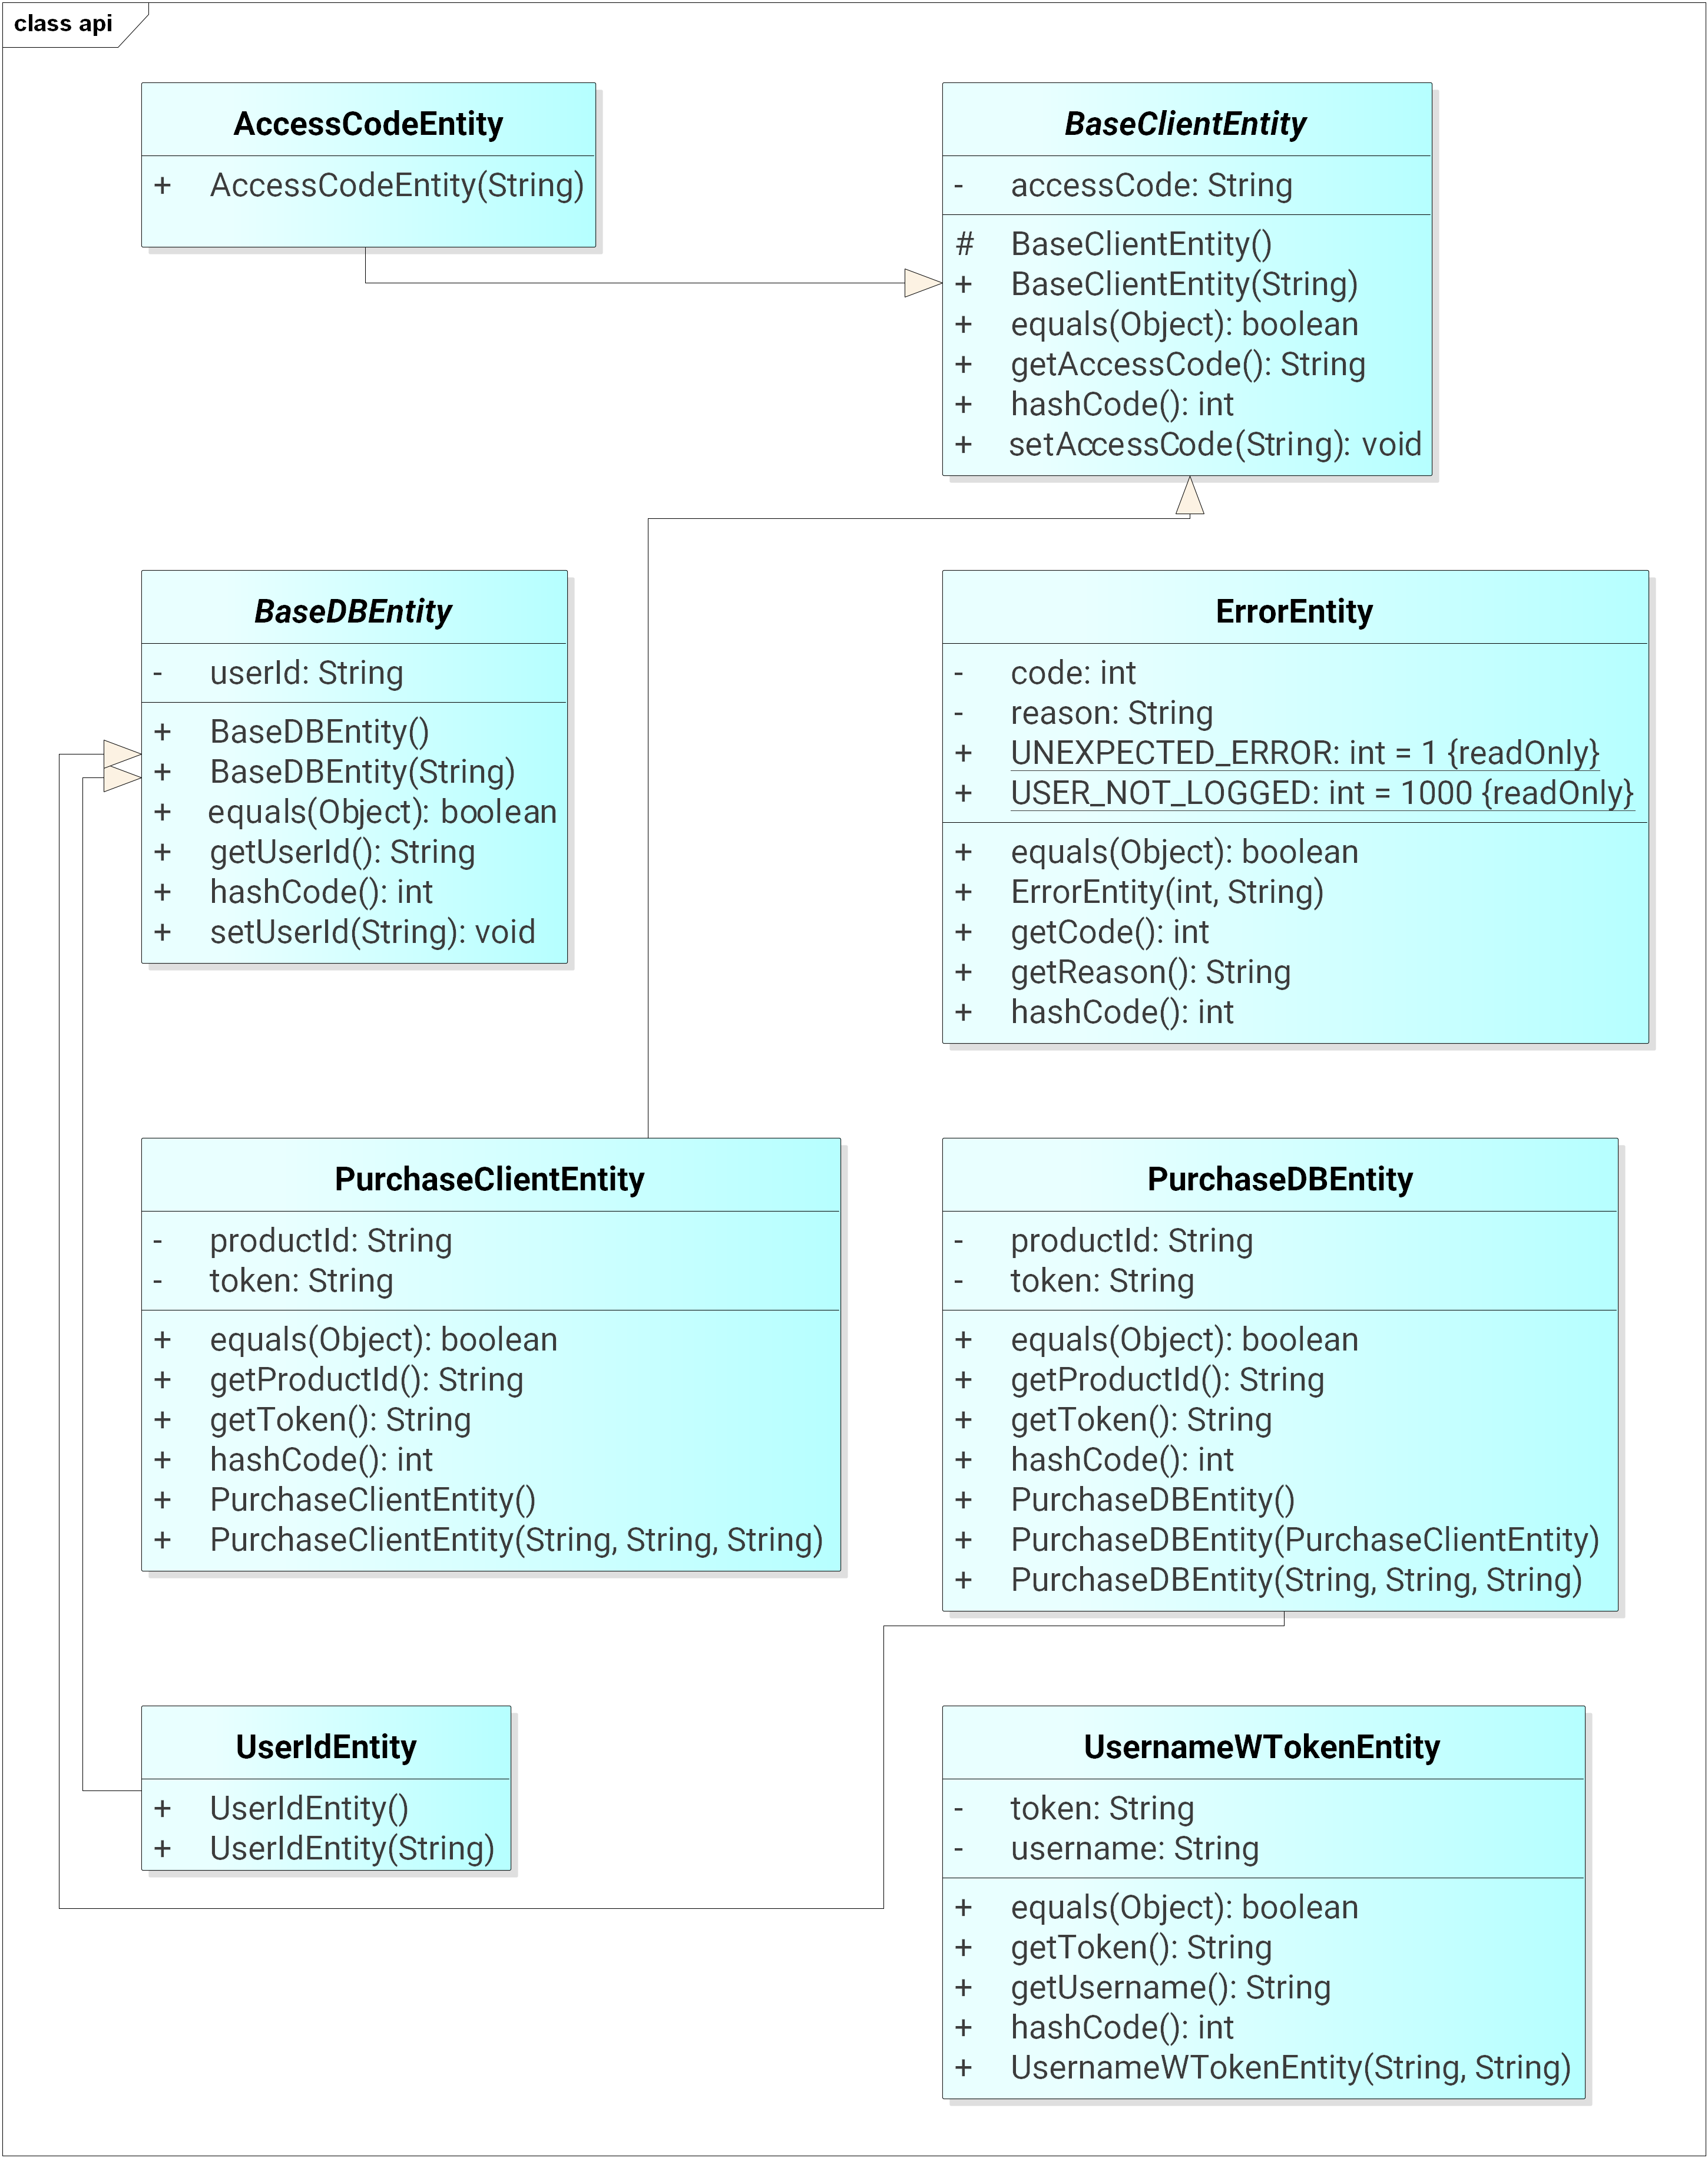 class api
AccessCodeEntity
+ AccessCodeEntity(String)
BaseClientEntity
- accessCode: String
# BaseClientEntity()
+ BaseClientEntity(String)
+ equals(Object): boolean
+ getAccessCode(): String
+ hashCode(): int
+ setAccessCode(String): void
BaseDBEntity
- userId: String
+ BaseDBEntity()
+ BaseDBEntity(String)
+ equals(Object): boolean
+ getUserId(): String
+ hashCode(): int
+ setUserId(String): void
ErrorEntity
- code: int
- reason: String
+ UNEXPECTED_ERROR: int = 1 {readOnly}
+ USER_NOT_LOGGED: int = 1000 {readOnly}
+ equals(Object): boolean
+ ErrorEntity(int, String)
+ getCode(): int
+ getReason(): String
+ hashCode(): int
PurchaseClientEntity
- productId: String
- token: String
+ equals(Object): boolean
+ getProductId(): String
+ getToken(): String
+ hashCode(): int
+ PurchaseClientEntity()
+ PurchaseClientEntity(String, String, String)
PurchaseDBEntity
- productId: String
- token: String
+ equals(Object): boolean
+ getProductId(): String
+ getToken(): String
+ hashCode(): int
+ PurchaseDBEntity()
+ PurchaseDBEntity(PurchaseClientEntity)
+ PurchaseDBEntity(String, String, String)
UserIdEntity
+ UserIdEntity()
+ UserIdEntity(String)
UsernameWTokenEntity
- token: String
- username: String
+ equals(Object): boolean
+ getToken(): String
+ getUsername(): String
+ hashCode(): int
+ UsernameWTokenEntity(String, String)